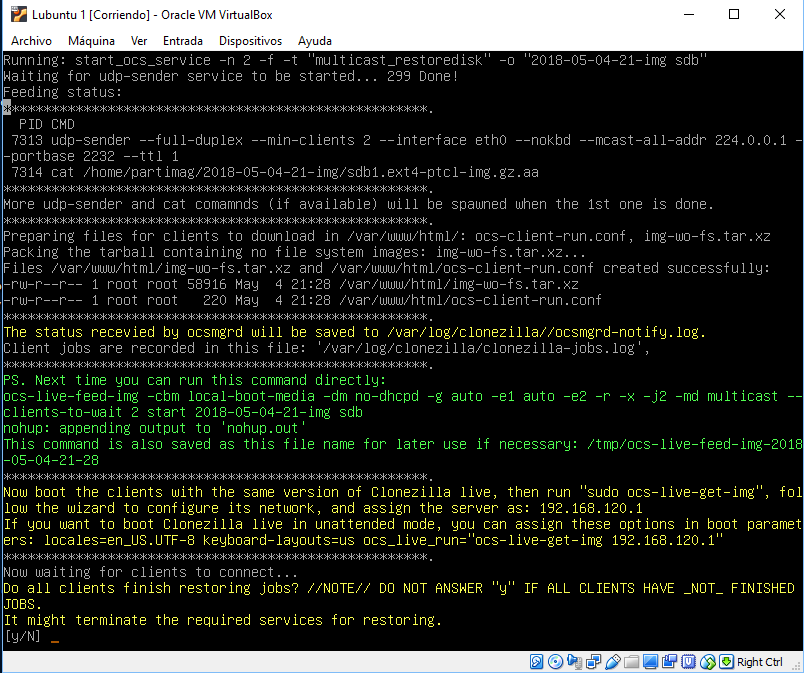 Lubuntu 1 [Corriendo] - Oracle VM VirtualBox
Archivo Máquina Ver Entrada Dispositivos Ayuda
Running: start_ocs_service -n 2 -f -t "multicast_restoredisk" -o "2018-05-04-21-img sdb"
Waiting for udp-sender service to be started... 299 Done!
Feeding status:
*****************************************************.
PID CMD
7313 udp-sender --full-duplex --min-clients 2 --interface eth0 --nokbd --mcast-all-addr 224.0.0.1 -
-portbase 2232 --ttl 1
7314 cat /home/partimag/2018-05-04-21-img/sdb1.ext4-ptcl-img.gz.aa
*****************************************************.
More udp-sender and cat comamnds (if available) will be spawned when the 1st one is done.
*****************************************************.
Preparing files for clients to download in /var/www/html/: ocs-client-run.conf, img-wo-fs.tar.xz
Packing the tarball containing no file system images: img-wo-fs.tar.xz...
Files /var/www/html/img-wo-fs.tar.xz and /var/www/html/ocs-client-run.conf created successfully:
-rw-r--r-- 1 root root 58916 May  4 21:28 /var/www/html/img-wo-fs.tar.xz
-rw-r--r-- 1 root root   220 May  4 21:28 /var/www/html/ocs-client-run.conf
*****************************************************.
The status recevied by ocsmgrd will be saved to /var/log/clonezilla//ocsmgrd-notify.log.
Client jobs are recorded in this file: '/var/log/clonezilla/clonezilla-jobs.log',
*****************************************************.
PS. Next time you can run this command directly:
ocs-live-feed-img -cbm local-boot-media -dm no-dhcpd -g auto -e1 auto -e2 -r -x -j2 -md multicast --
clients-to-wait 2 start 2018-05-04-21-img sdb
nohup: appending output to 'nohup.out'
This command is also saved as this file name for later use if necessary: /tmp/ocs-live-feed-img-2018
-05-04-21-28
*****************************************************.
Now boot the clients with the same version of Clonezilla live, then run "sudo ocs-live-get-img", fol
low the wizard to configure its network, and assign the server as: 192.168.120.1
If you want to boot Clonezilla live in unattended mode, you can assign these options in boot paramet
ers: locales=en_US.UTF-8 keyboard-layouts=us ocs_live_run="ocs-live-get-img 192.168.120.1"
*****************************************************.
Now waiting for clients to connect...
Do all clients finish restoring jobs? //NOTE// DO NOT ANSWER "y" IF ALL CLIENTS HAVE _NOT_ FINISHED
JOBS.
It might terminate the required services for restoring.
[y/N] _
Right Ctrl